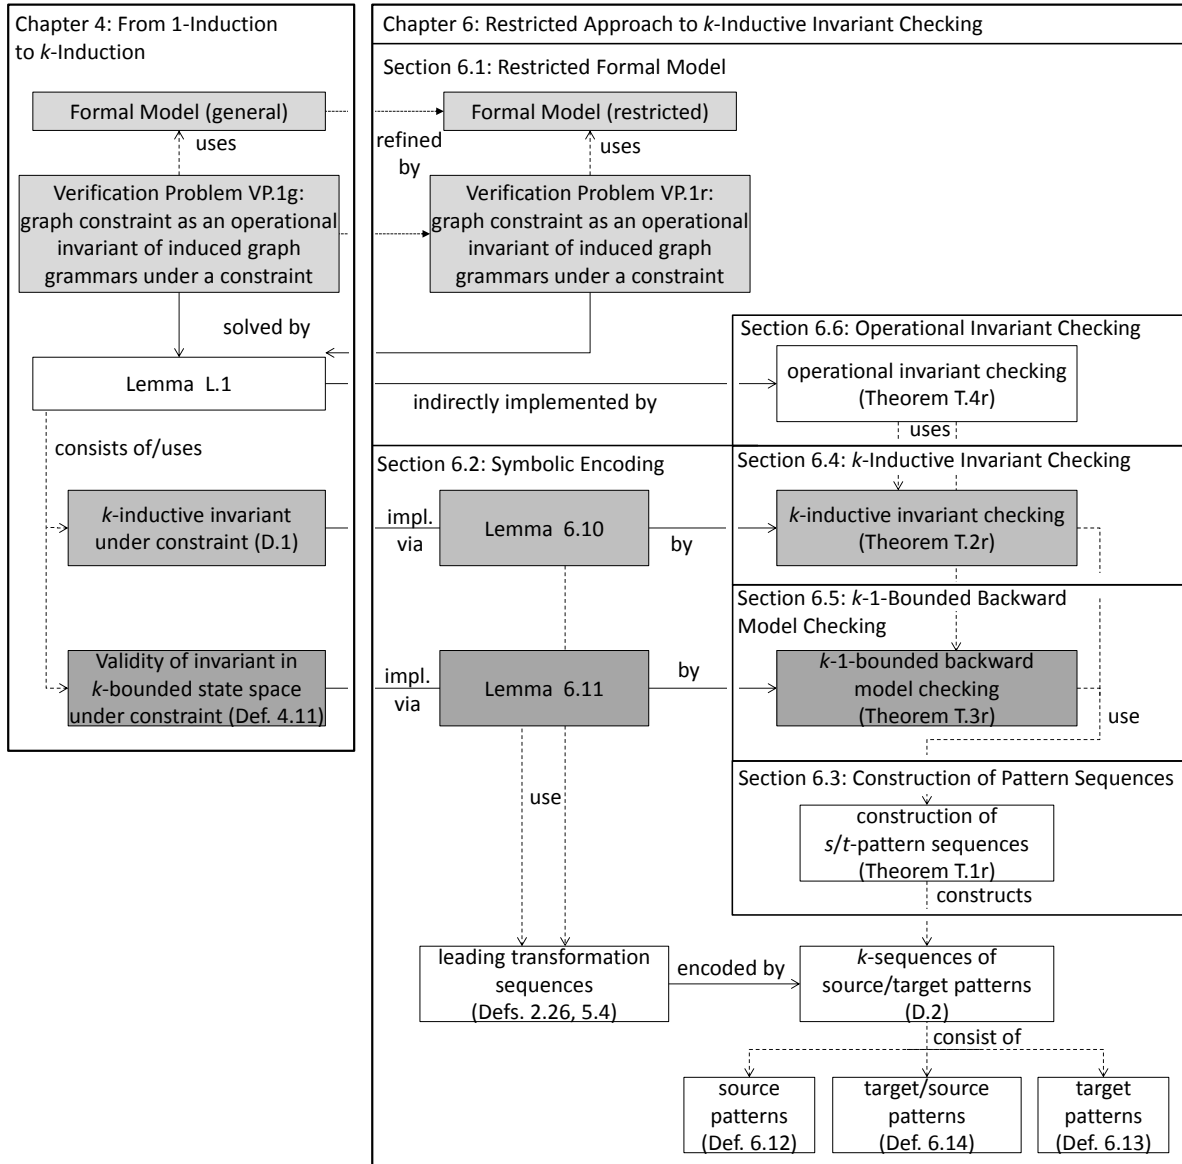 Chapter 4: From 1-Induction
to k-Induction
Chapter 6: Restricted Approach to k-Inductive Invariant Checking
Section 6.1: Restricted Formal Model
Formal Model (general)
Formal Model (restricted)
refined
by
uses
uses
Verification Problem VP.1g:
graph constraint as an operational
invariant of induced graph
grammars under a constraint
Verification Problem VP.1r:
graph constraint as an operational
invariant of induced graph
grammars under a constraint
solved by
Lemma L.1
Section 6.6: Operational Invariant Checking
operational invariant checking
(Theorem T.4r)
indirectly implemented by
uses
consists of/uses
Section 6.2: Symbolic Encoding
Section 6.4: k-Inductive Invariant Checking
k-inductive invariant
under constraint (D.1)
impl.
via
Lemma 6.10
by
k-inductive invariant checking
(Theorem T.2r)
Section 6.5: k-1-Bounded Backward
Model Checking
Validity of invariant in
k-bounded state space
under constraint (Def. 4.11)
impl.
via
Lemma 6.11
by
k-1-bounded backward
model checking
(Theorem T.3r)
use
Section 6.3: Construction of Pattern Sequences
use
construction of
s/t-pattern sequences
(Theorem T.1r)
constructs
leading transformation
sequences
(Defs. 2.26, 5.4)
encoded by
k-sequences of
source/target patterns
(D.2)
consist of
source
patterns
(Def. 6.12)
target/source
patterns
(Def. 6.14)
target
patterns
(Def. 6.13)